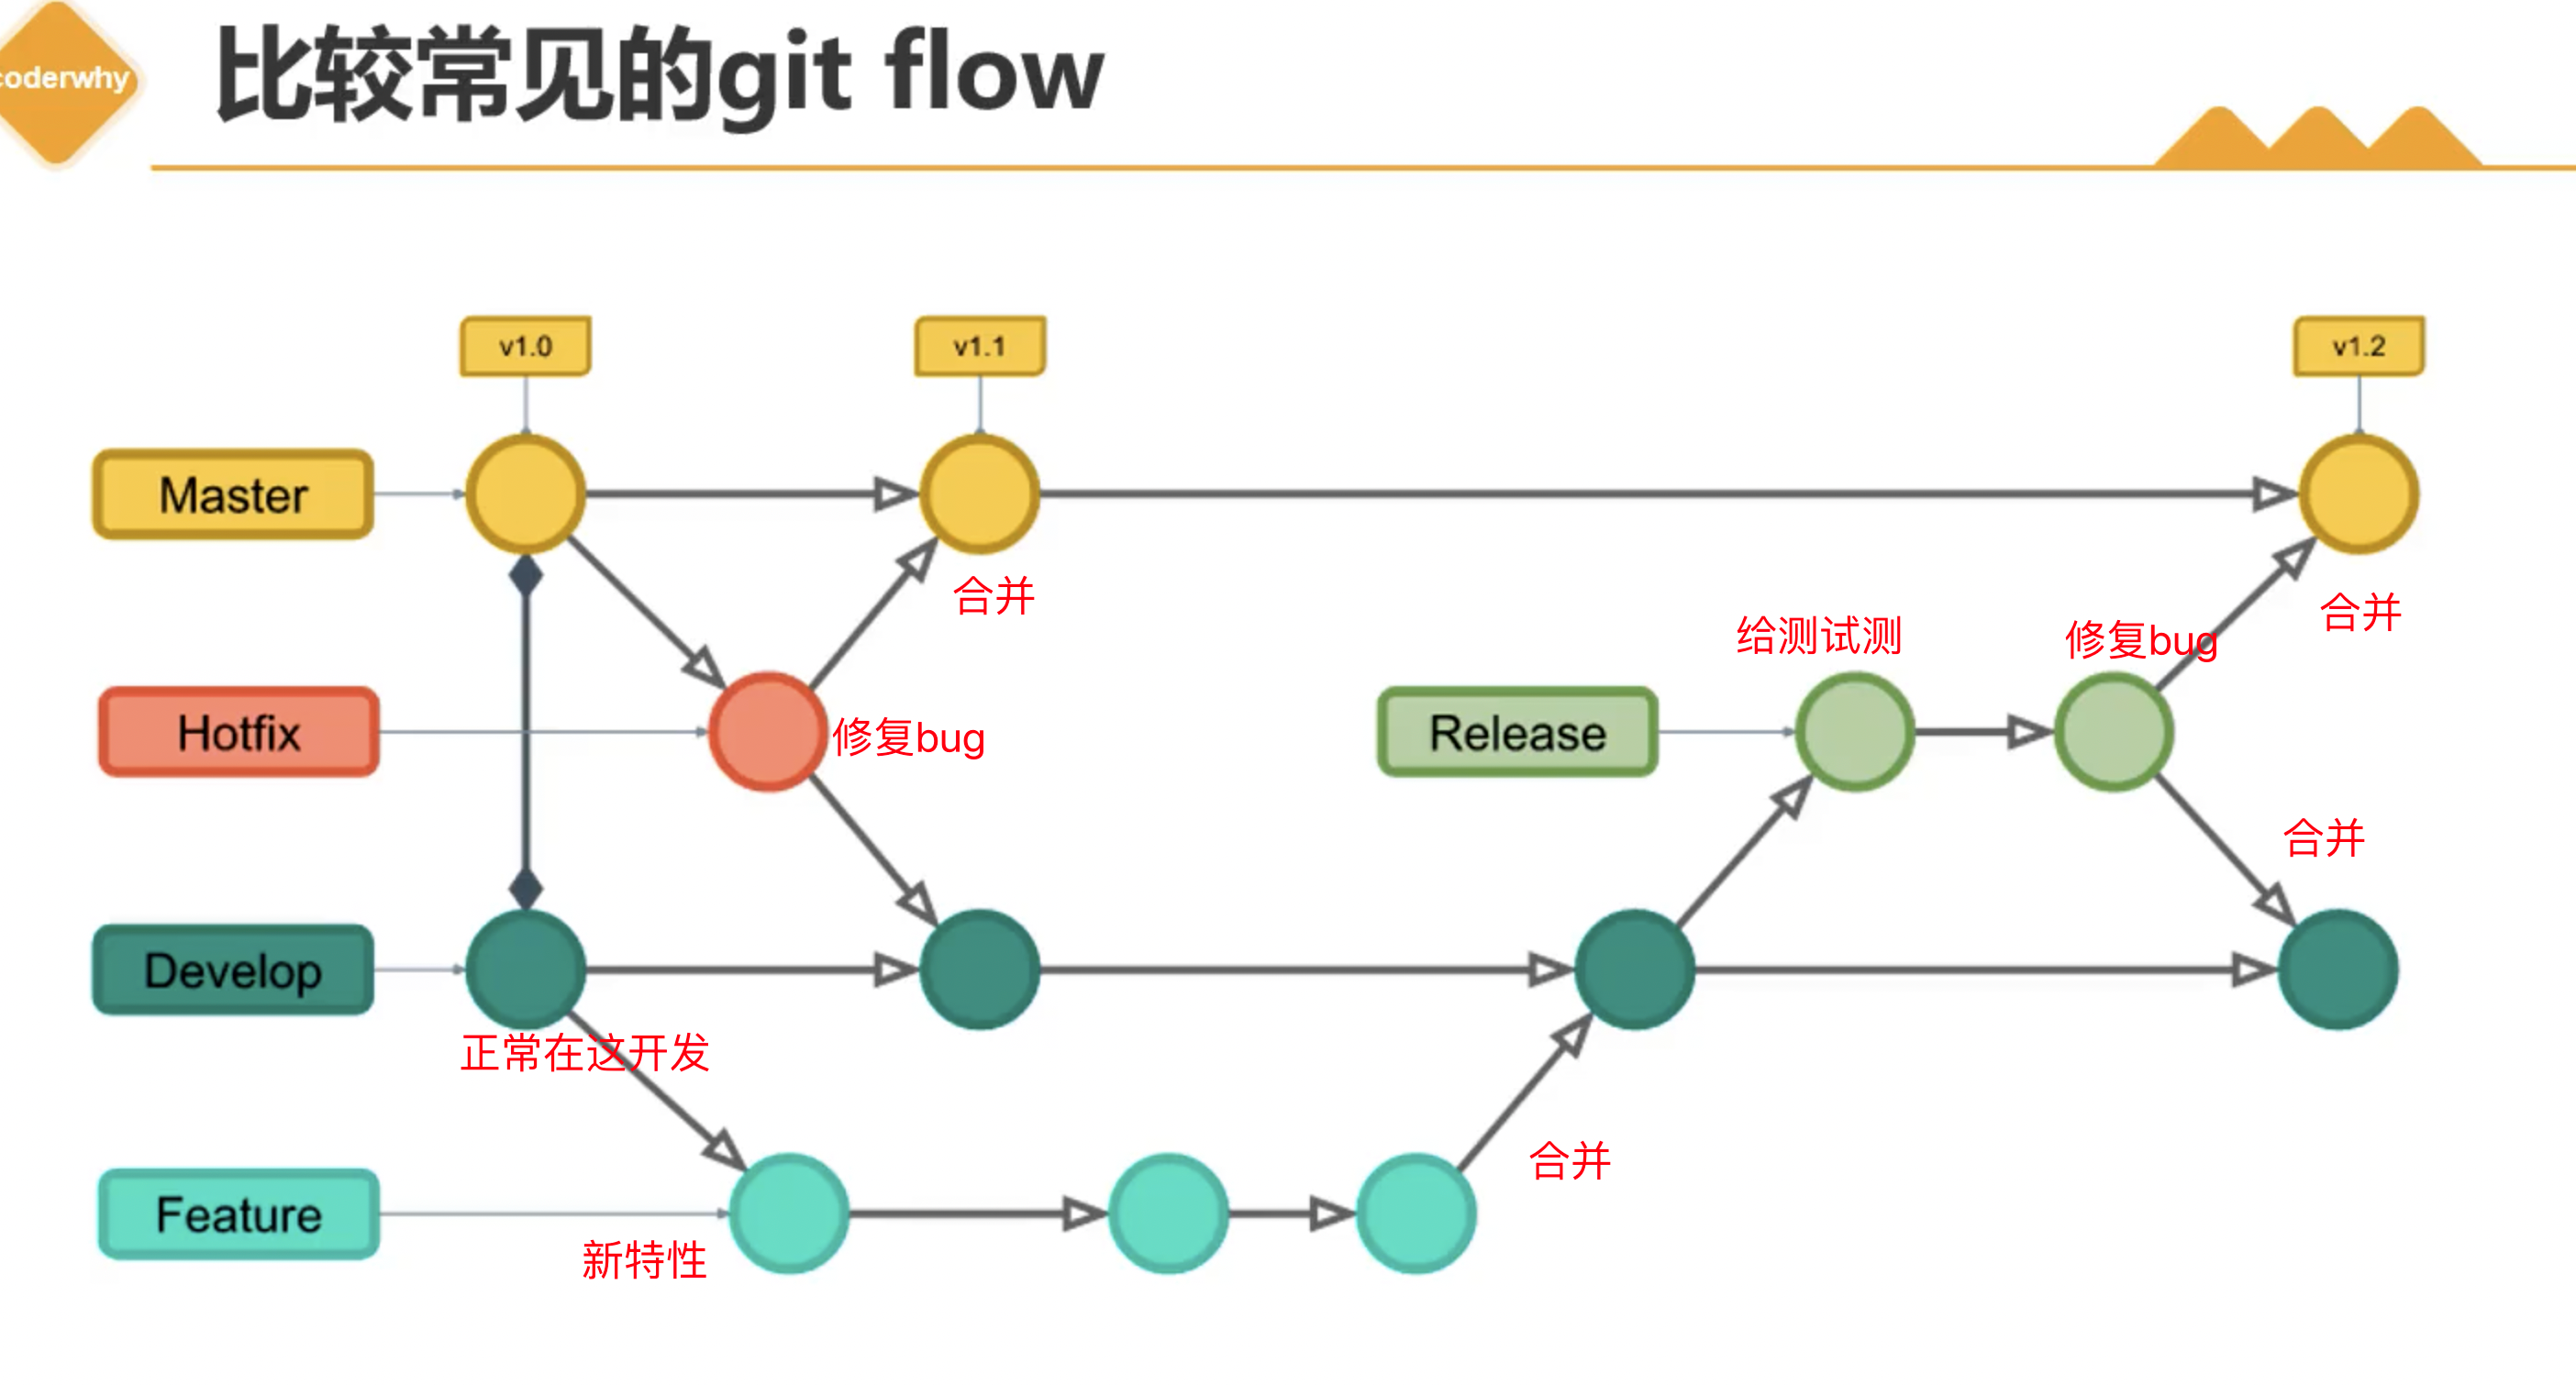 coderwhy
比较常见的git flow
v1.0
v1.1
v1.2
Master
合并
合并
给测试测
修复bug
Hotfix
修复bug
Release
合并
Develop
正常在这开发
合并
Feature
新特性